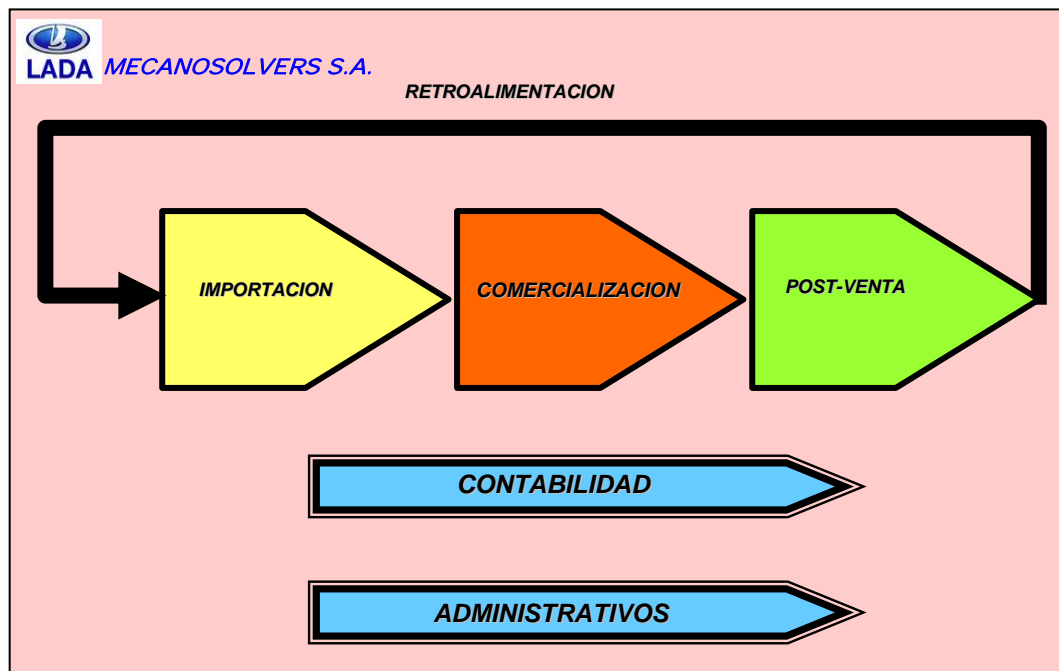 LADA
MECANOSOLVERS S.A.
RETROALIMENTACION
IMPORTACION
COMERCIALIZACION
POST-VENTA
CONTABILIDAD
ADMINISTRATIVOS